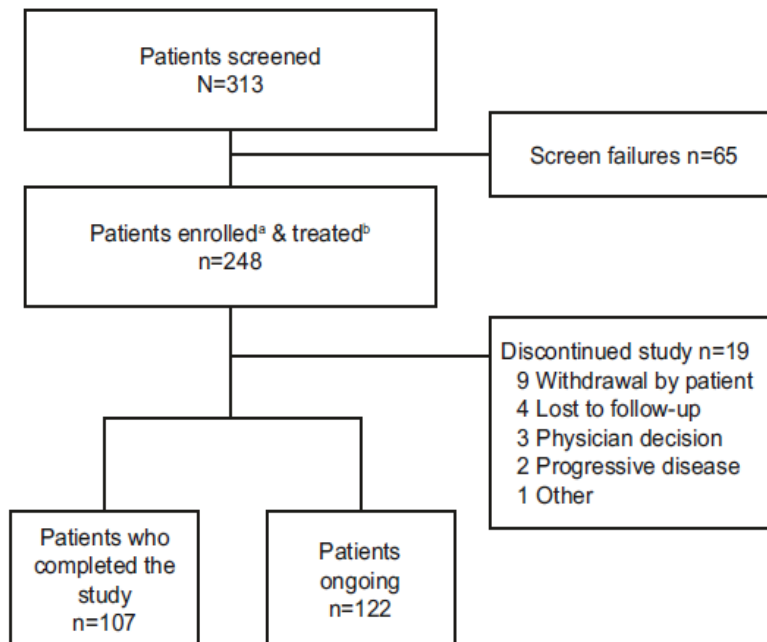 Patients screened
N=313
Screen failures n=65
Patients enrolledᵃ & treatedᵇ
n=248
Discontinued study n=19
9 Withdrawal by patient
4 Lost to follow-up
3 Physician decision
2 Progressive disease
1 Other
Patients who
completed the
study
n=107
Patients
ongoing
n=122